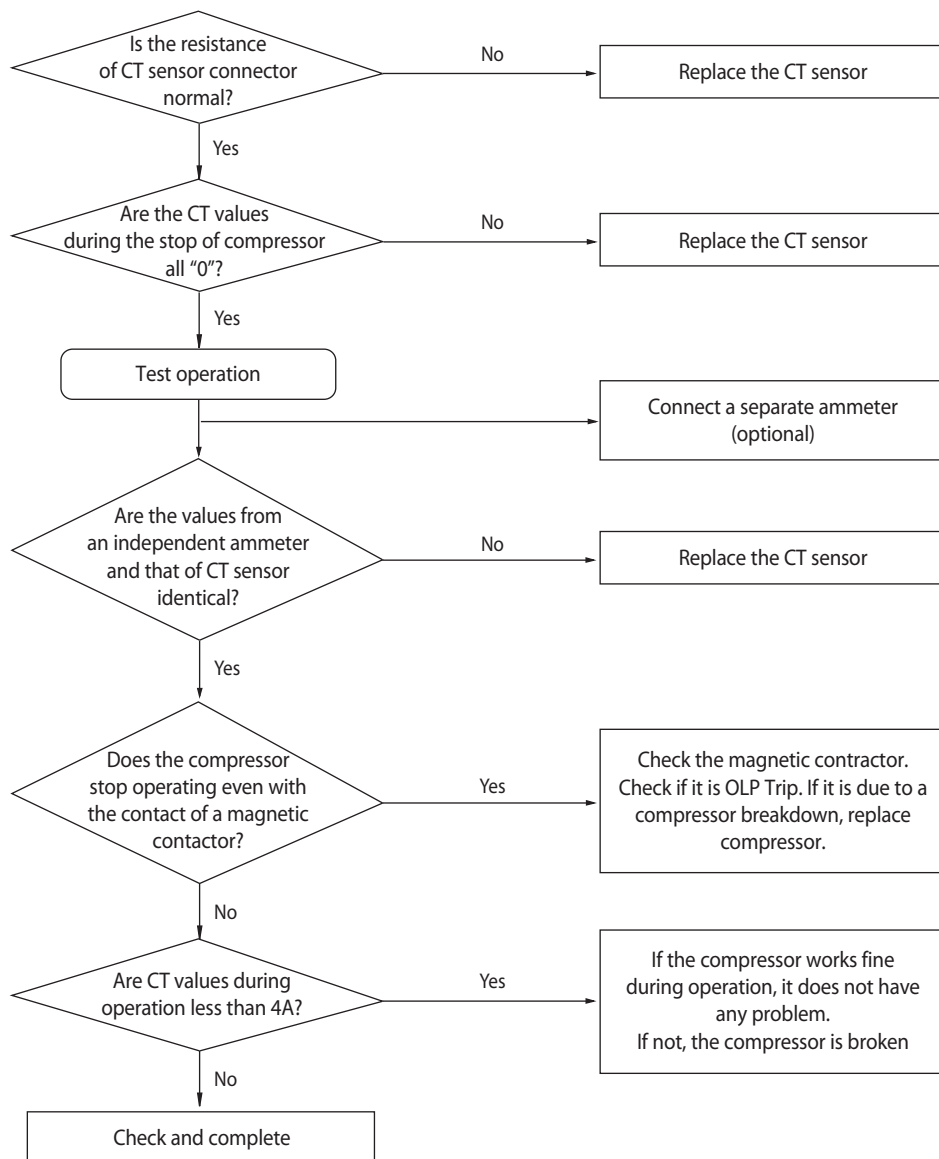 Is the resistance
of CT sensor connector
normal?
No
Replace the CT sensor
Yes
Are the CT values
during the stop of compressor
all “0”?
No
Replace the CT sensor
Yes
Test operation
Connect a separate ammeter
(optional)
Are the values from
an independent ammeter
and that of CT sensor
identical?
No
Replace the CT sensor
Yes
Does the compressor
stop operating even with
the contact of a magnetic
contactor?
Yes
Check the magnetic contractor.
Check if it is OLP Trip. If it is due to a
compressor breakdown, replace
compressor.
No
Are CT values during
operation less than 4A?
Yes
If the compressor works fine
during operation, it does not have
any problem.
If not, the compressor is broken
No
Check and complete